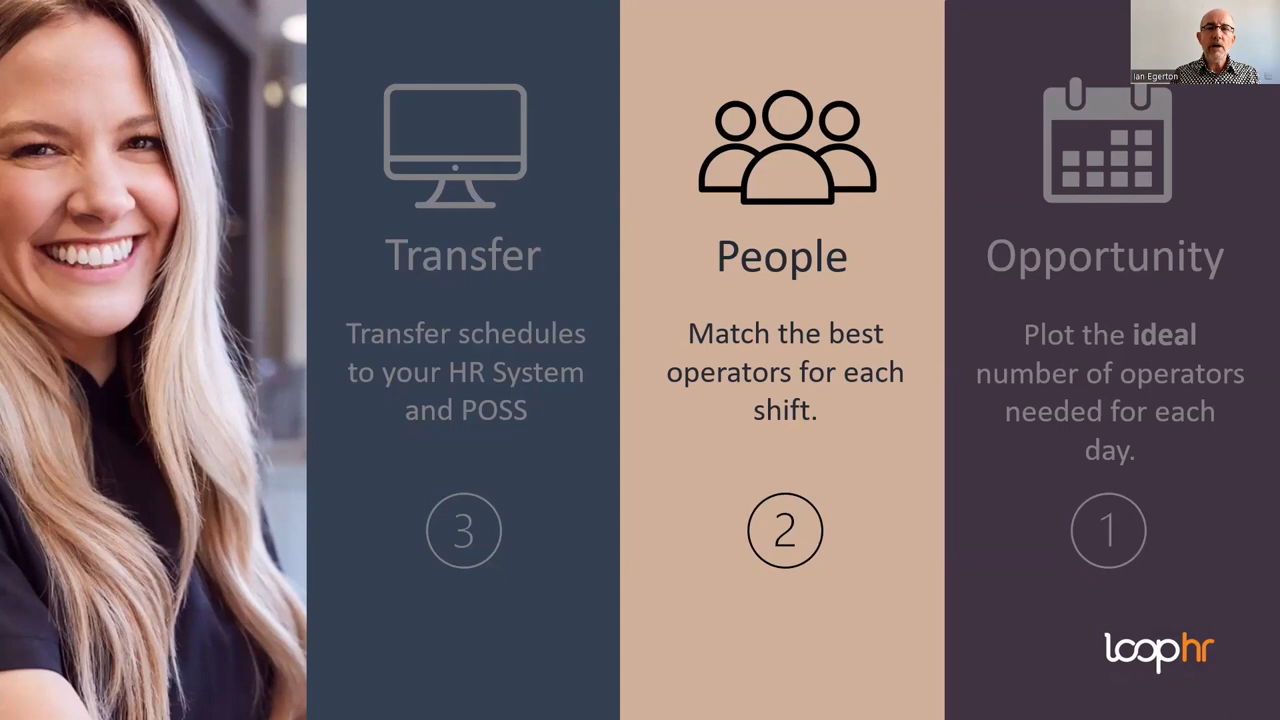 Ian Egerton
Transfer
Transfer schedules
to your HR System
and POSS
3
People
Match the best
operators for each
shift.
2
Opportunity
Plot the ideal
number of operators
needed for each
day.
1
loophr